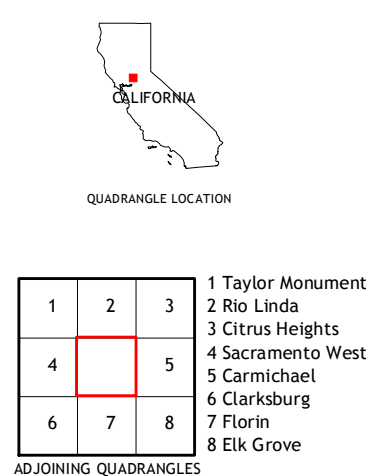 CALIFORNIA
QUADRANGLE LOCATION
1 2 3
4 5
6 7 8
1 Taylor Monument
2 Rio Linda
3 Citrus Heights
4 Sacramento West
5 Carmichael
6 Clarksburg
7 Florin
8 Elk Grove
ADJOINING QUADRANGLES